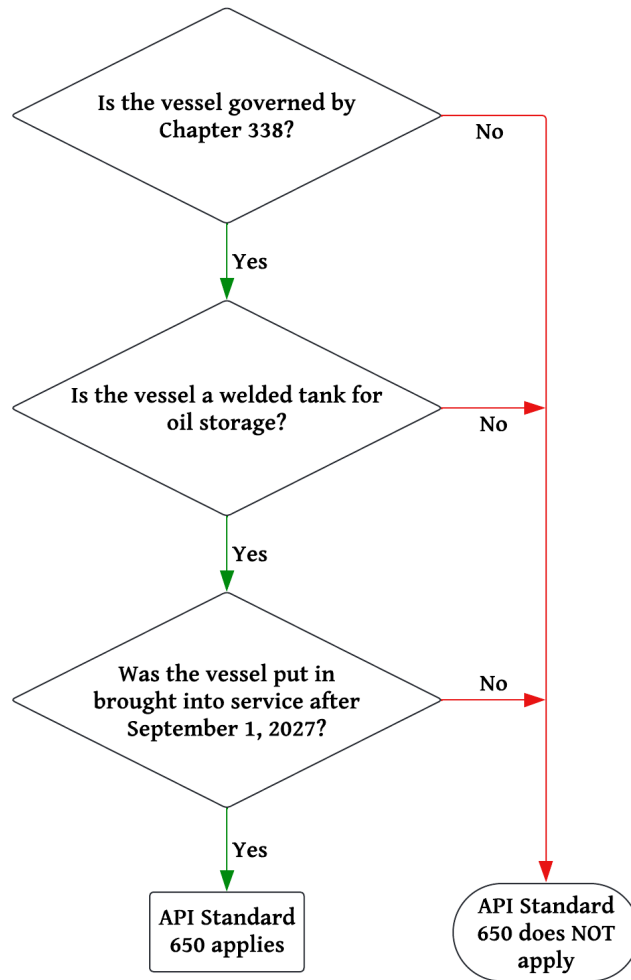 Is the vessel governed by
Chapter 338?
No
Yes
Is the vessel a welded tank for
oil storage?
No
Yes
Was the vessel put in
brought into service after
September 1, 2027?
No
Yes
API Standard
650 applies
API Standard
650 does NOT
apply